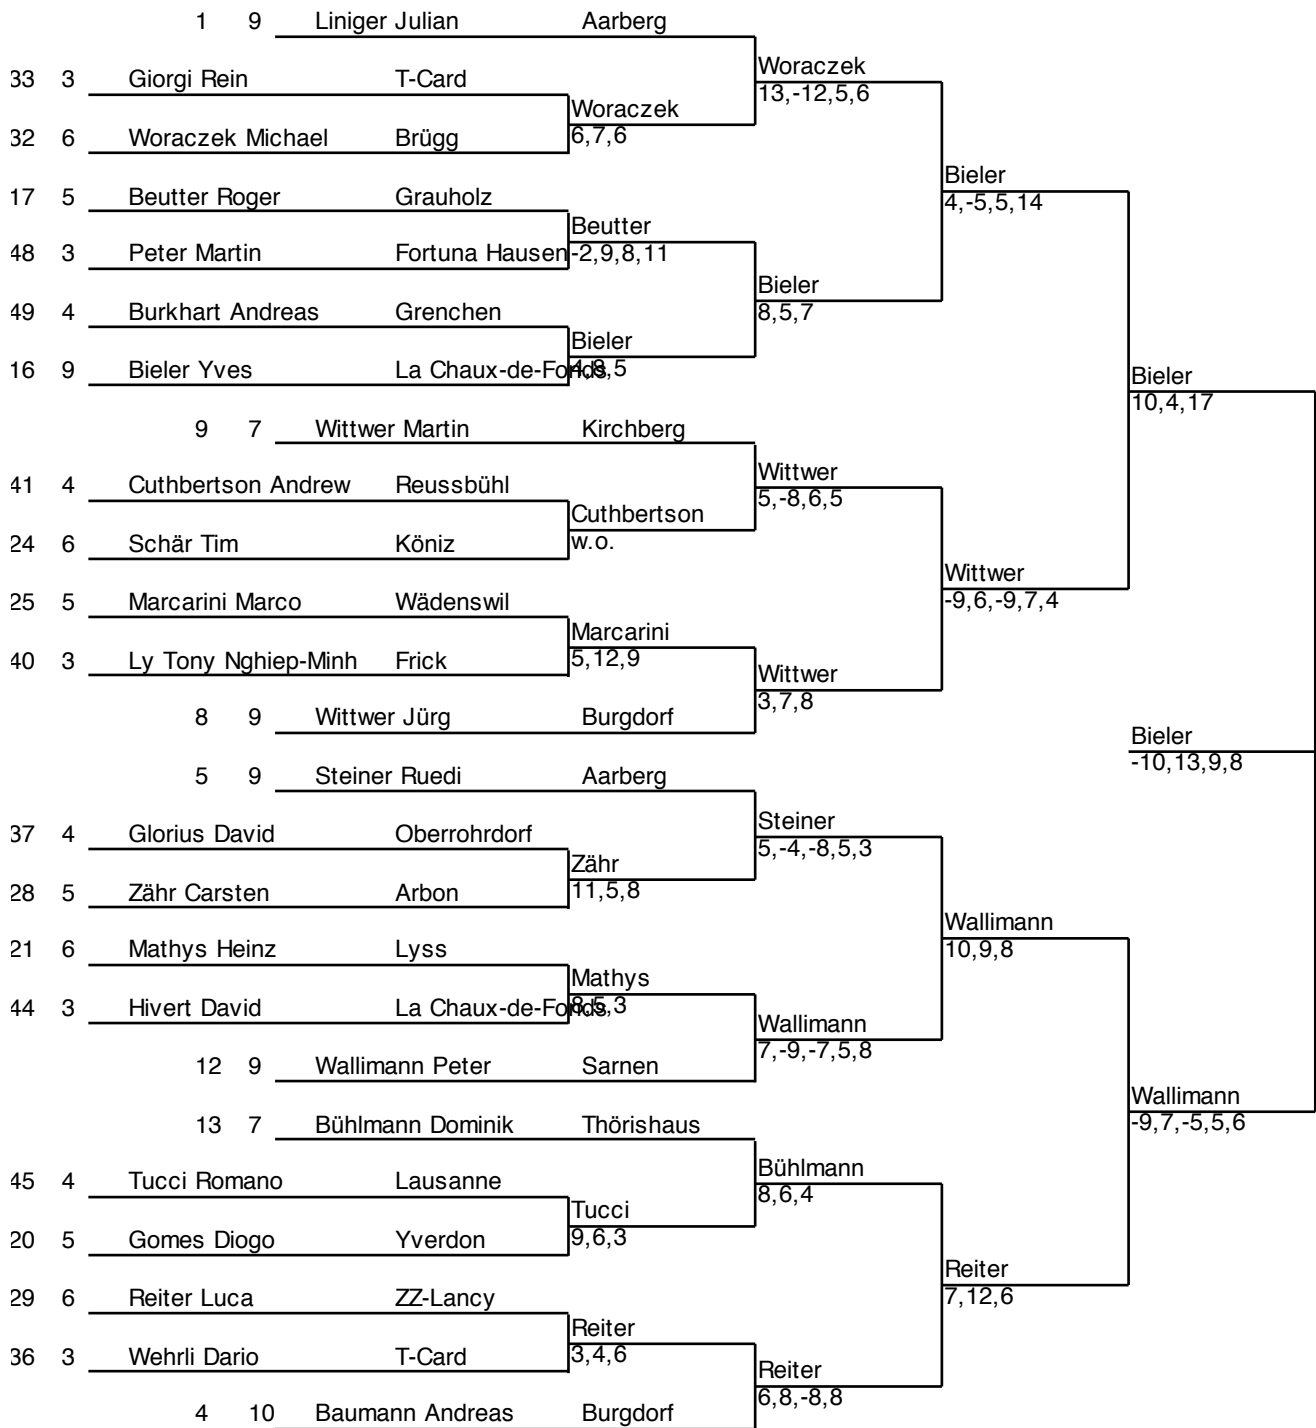 1 9 Liniger Julian Aarberg
Woraczek
13,-12,5,6
33 3 Giorgi Rein T-Card
Woraczek
6,7,6
32 6 Woraczek Michael Brügg
Bieler
4,-5,5,14
17 5 Beutter Roger Grauholz
Beutter
-2,9,8,11
48 3 Peter Martin Fortuna Hausen
Bieler
8,5,7
49 4 Burkhart Andreas Grenchen
Bieler
4,8,5
16 9 Bieler Yves La Chaux-de-Fonds
Bieler
10,4,17
9 7 Wittwer Martin Kirchberg
Wittwer
5,-8,6,5
41 4 Cuthbertson Andrew Reussbühl
Cuthbertson
w.o.
24 6 Schär Tim Köniz
Wittwer
-9,6,-9,7,4
25 5 Marcarini Marco Wädenswil
Marcarini
5,12,9
40 3 Ly Tony Nghiep-Minh Frick
Wittwer
3,7,8
8 9 Wittwer Jürg Burgdorf
Bieler
-10,13,9,8
5 9 Steiner Ruedi Aarberg
Steiner
5,-4,-8,5,3
37 4 Glorius David Oberrohrdorf
Zähr
11,5,8
28 5 Zähr Carsten Arbon
Wallimann
10,9,8
21 6 Mathys Heinz Lyss
Mathys
8,5,3
44 3 Hivert David La Chaux-de-Fonds
Wallimann
7,-9,-7,5,8
12 9 Wallimann Peter Sarnen
Wallimann
-9,7,-5,5,6
13 7 Bühlmann Dominik Thörishaus
Bühlmann
8,6,4
45 4 Tucci Romano Lausanne
Tucci
9,6,3
20 5 Gomes Diogo Yverdon
Reiter
7,12,6
29 6 Reiter Luca ZZ-Lancy
Reiter
3,4,6
36 3 Wehrli Dario T-Card
Reiter
6,8,-8,8
4 10 Baumann Andreas Burgdorf